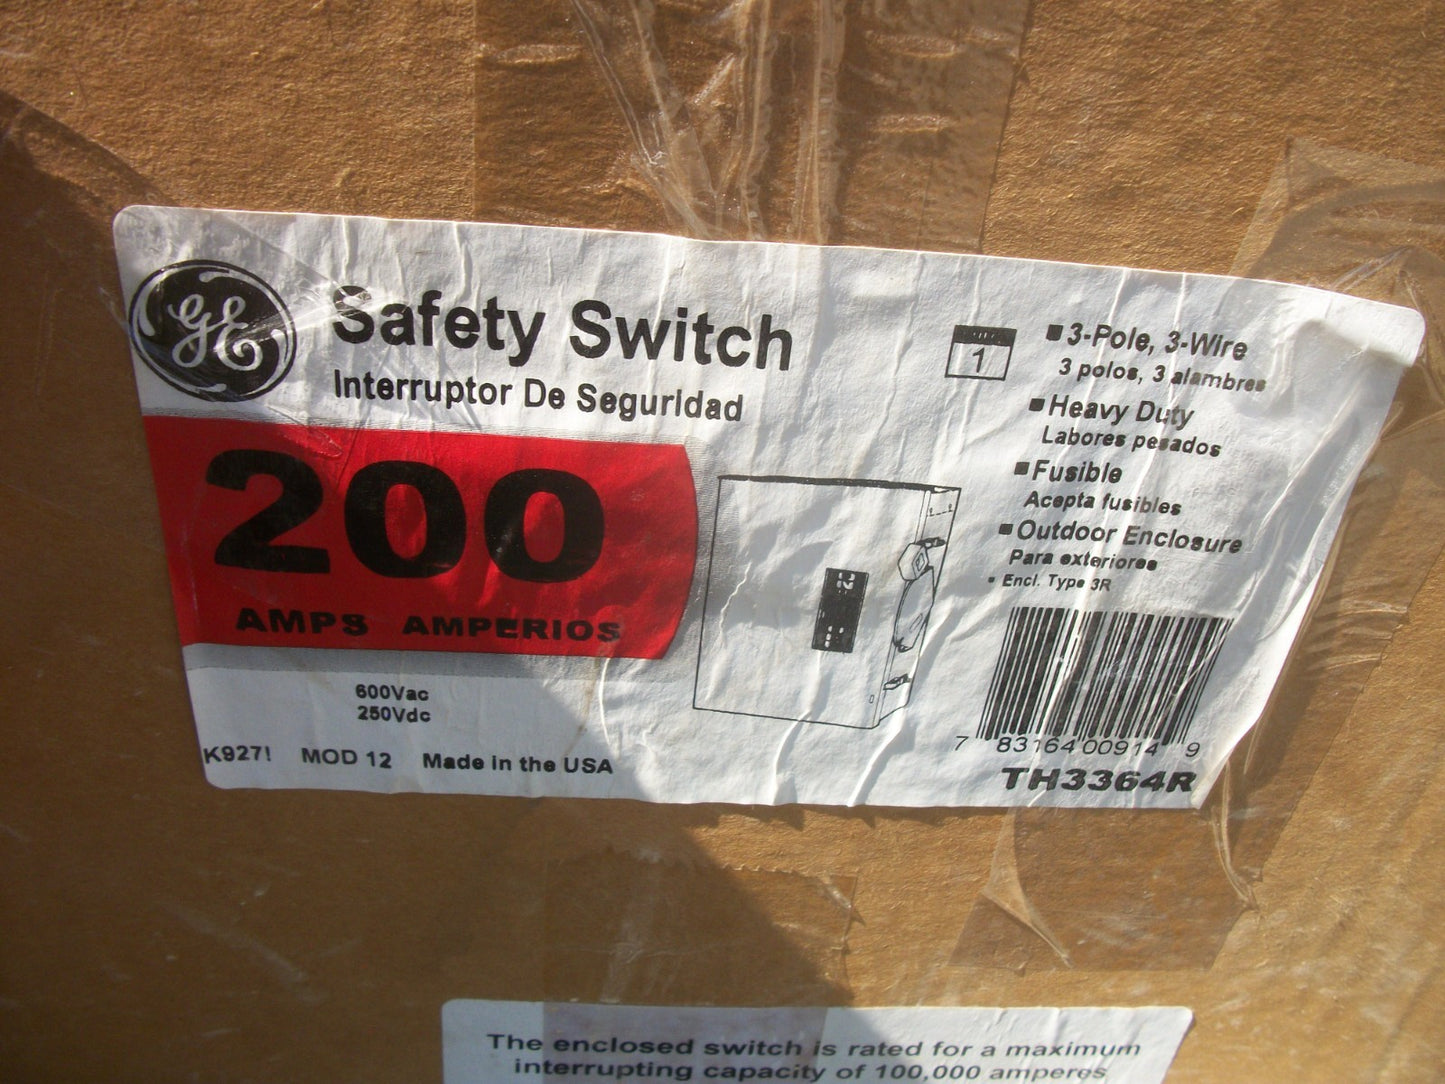 GE
Safety Switch
Interruptor De Seguridad
200
AMPS AMPERIOS
600Vac
250Vdc
K927! MOD 12 Made in the USA
1
■ 3-Pole, 3-Wire
3 polos, 3 alambres
■ Heavy Duty
Labores pesados
■ Fusible
Acepta fusibles
■ Outdoor Enclosure
Para exteriores
• Encl. Type 3R
7 83164 00914 9
TH3364R
The enclosed switch is rated for a maximum
interrupting capacity of 100,000 amperes